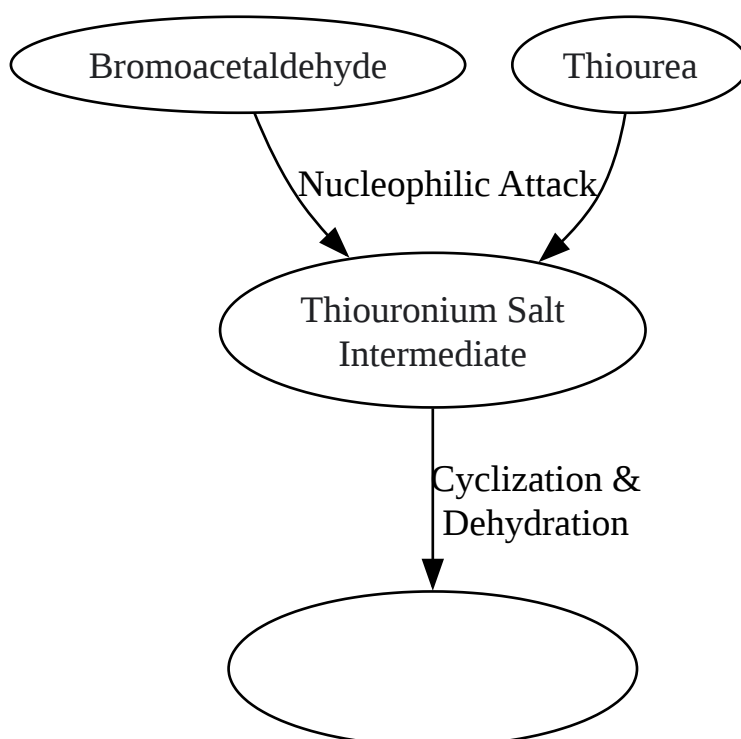 Bromoacetaldehyde
Thiourea
Nucleophilic Attack
Thiouronium Salt
Intermediate
Cyclization &
Dehydration